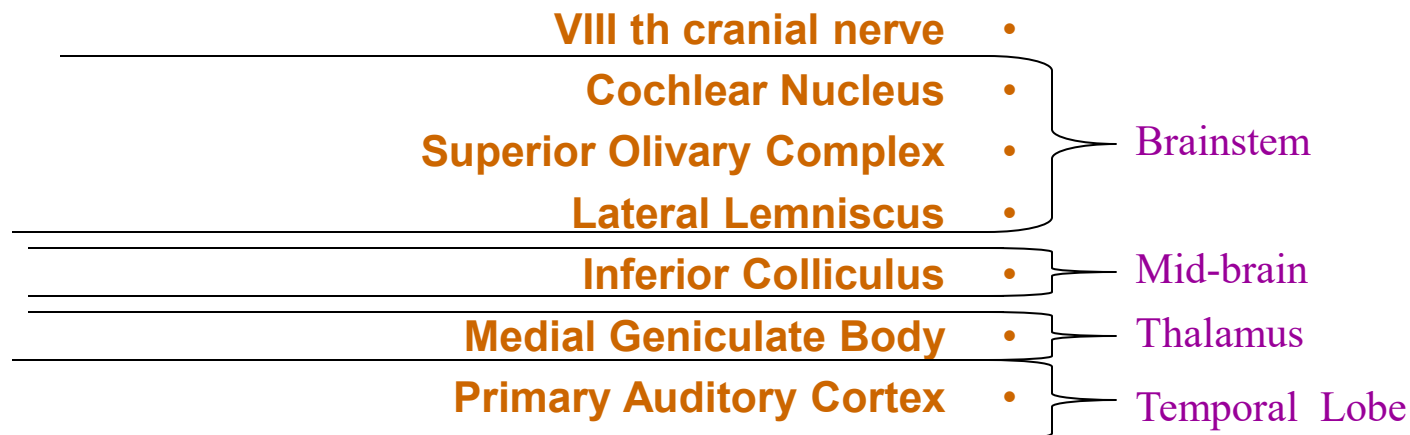 VIII th cranial nerve •
Cochlear Nucleus •
Superior Olivary Complex •
Brainstem
Lateral Lemniscus •
Inferior Colliculus •
Mid-brain
Medial Geniculate Body •
Thalamus
Primary Auditory Cortex •
Temporal Lobe